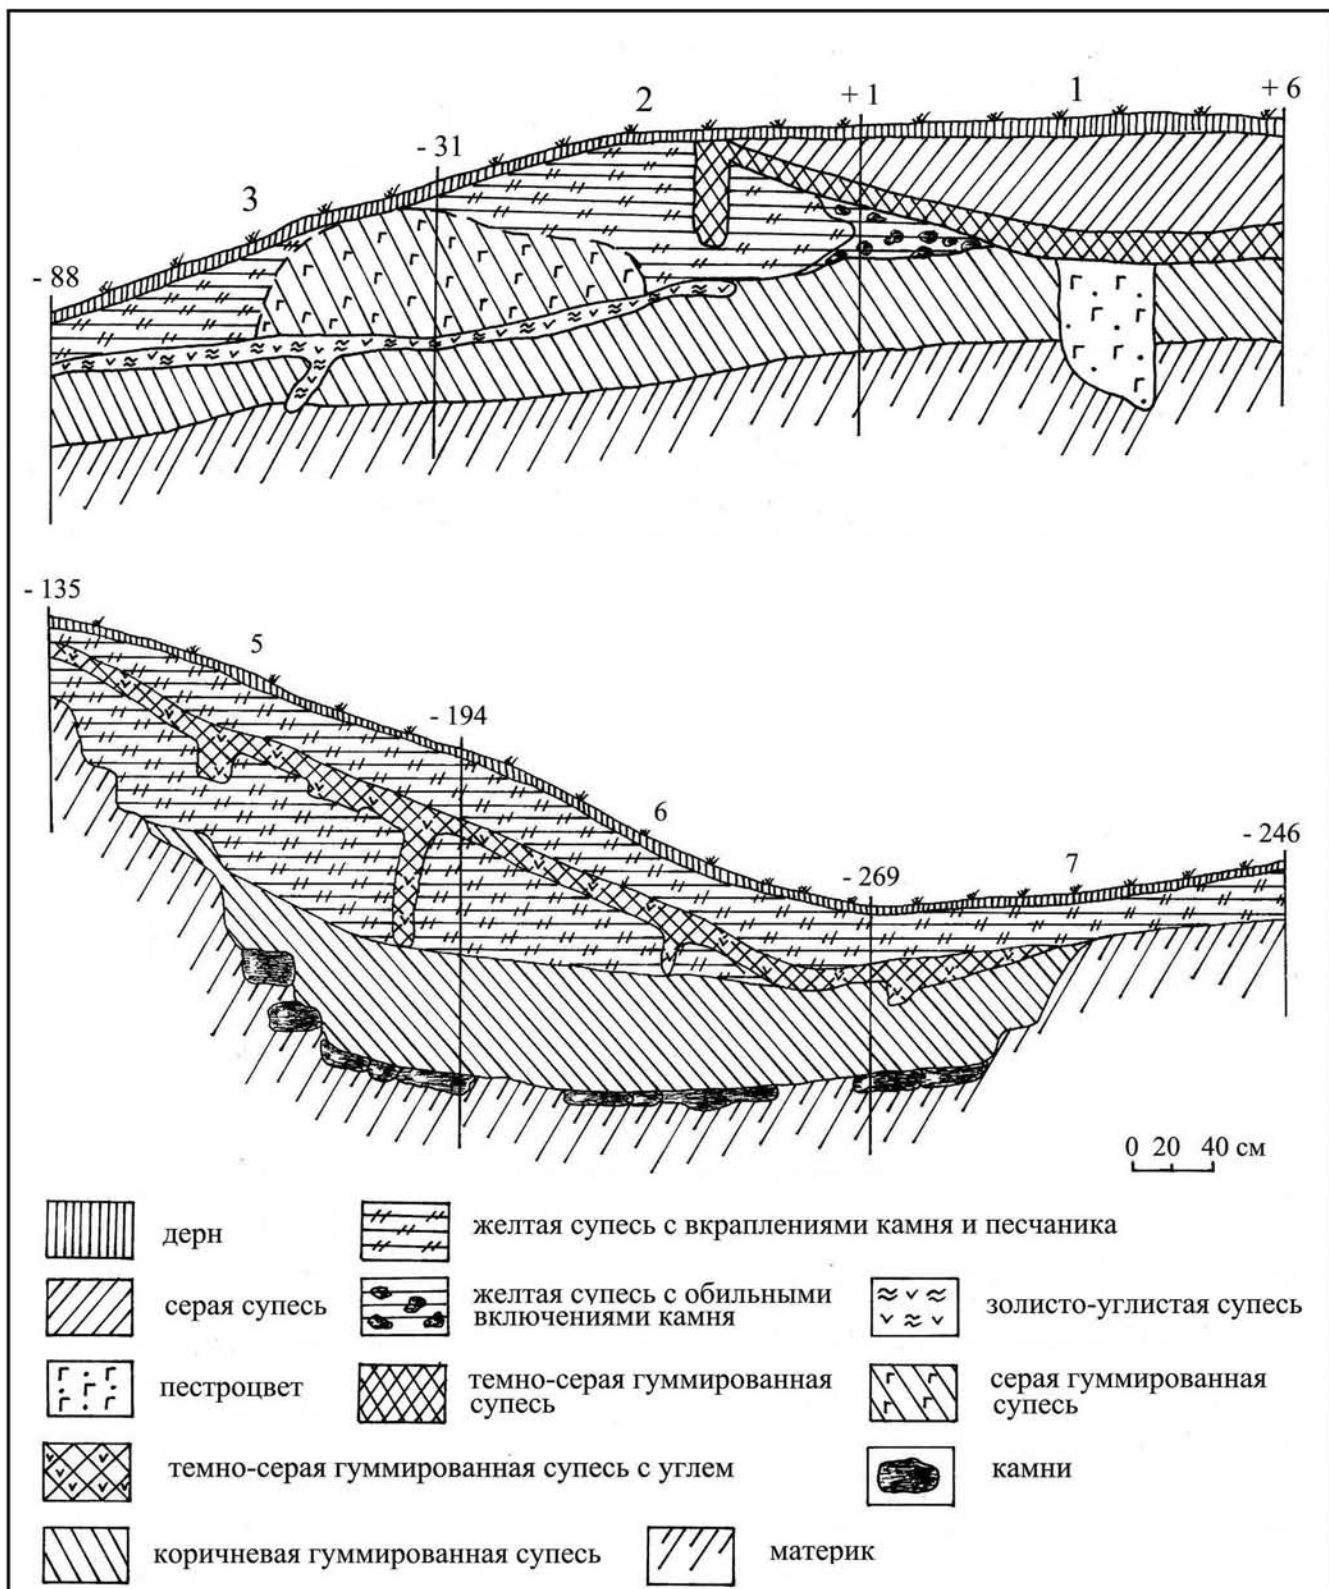 + 6
1
+ 1
2
- 31
3
- 88
- 135
5
- 194
6
- 269
7
- 246
0 20 40 см
дерн
желтая супесь с вкраплениями камня и песчаника
серая супесь
желтая супесь с обильными
включениями камня
золисто-углистая супесь
пестроцвет
темно-серая гуммированная
супесь
серая гуммированная
супесь
темно-серая гуммированная супесь с углем
камни
коричневая гуммированная супесь
материк